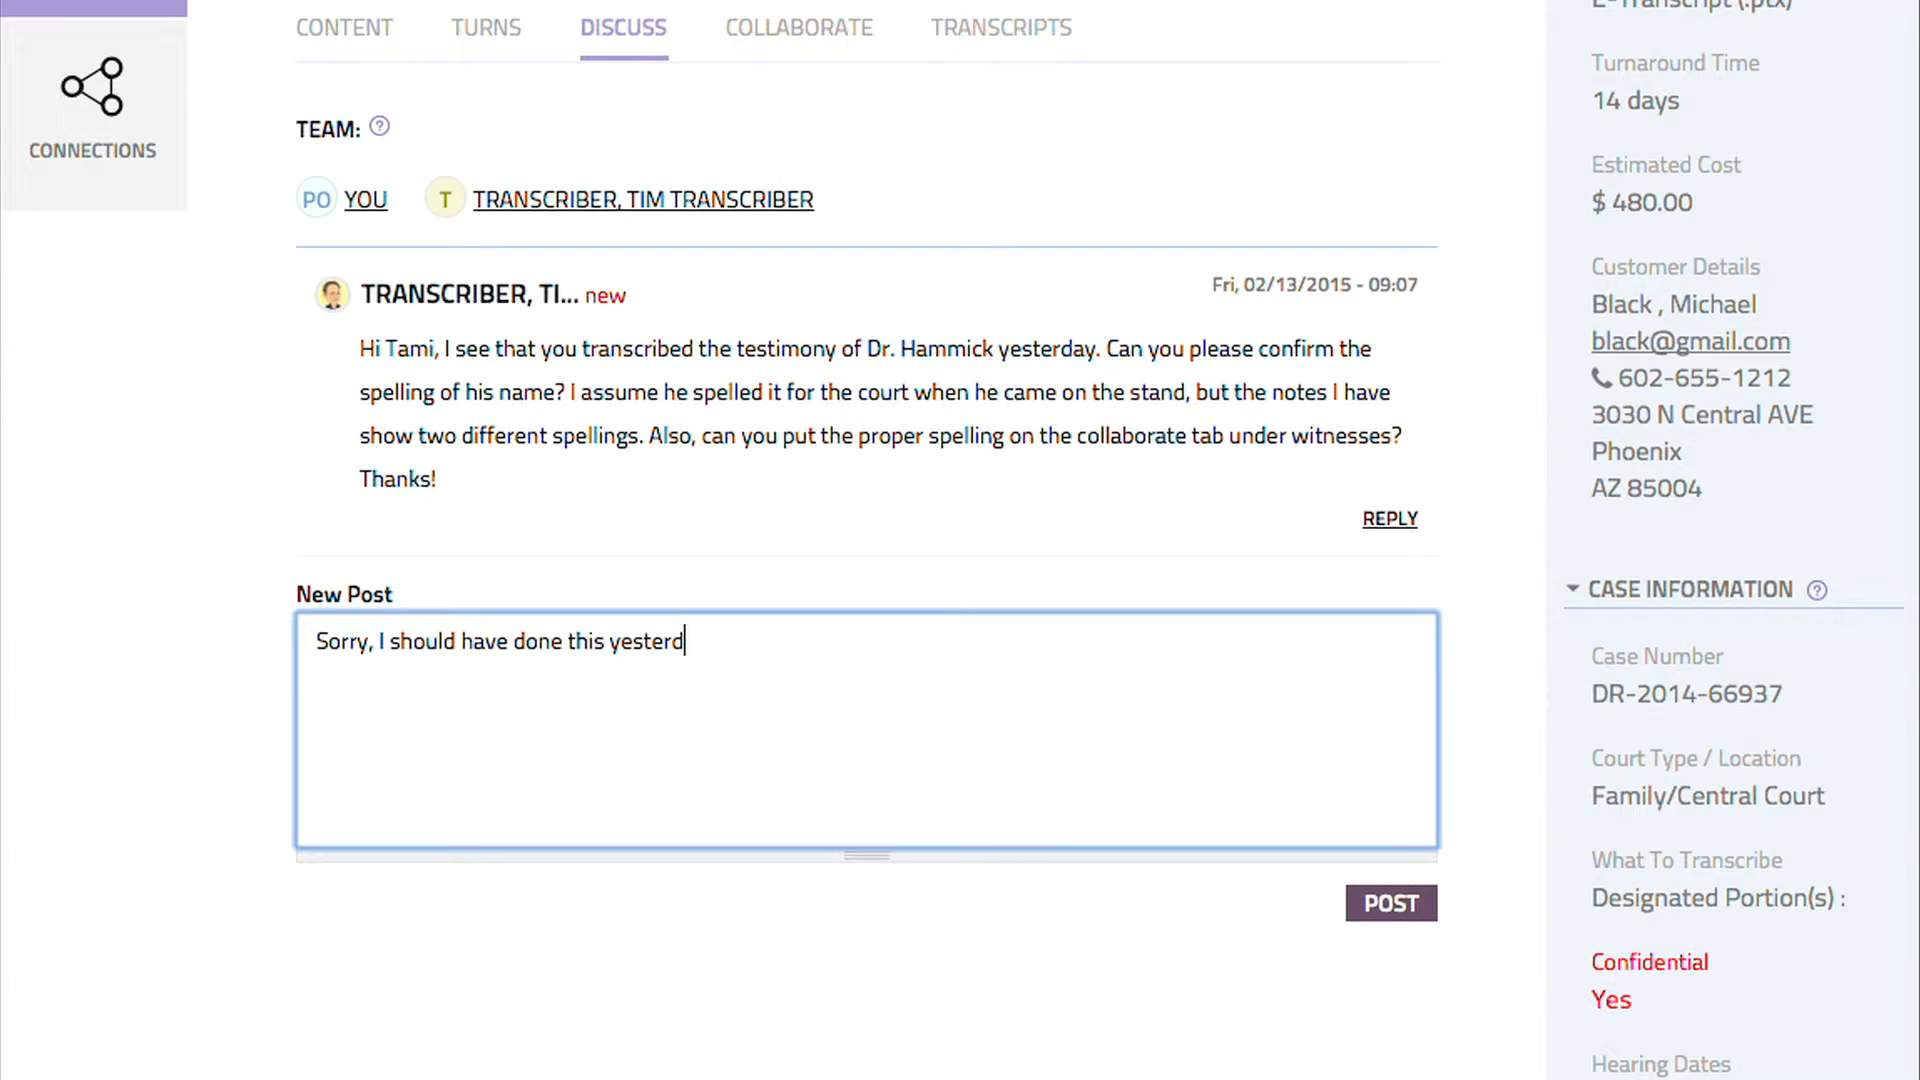 CONTENT TURNS DISCUSS COLLABORATE TRANSCRIPTS
CONNECTIONS
TEAM: ?
PO YOU T TRANSCRIBER, TIM TRANSCRIBER
TRANSCRIBER, TI... new
Fri, 02/13/2015 - 09:07
Hi Tami, I see that you transcribed the testimony of Dr. Hammick yesterday. Can you please confirm the
spelling of his name? I assume he spelled it for the court when he came on the stand, but the notes I have
show two different spellings. Also, can you put the proper spelling on the collaborate tab under witnesses?
Thanks!
REPLY
New Post
Sorry, I should have done this yesterd
POST
E-Transcript (.ptx)
Turnaround Time
14 days
Estimated Cost
$ 480.00
Customer Details
Black , Michael
black@gmail.com
602-655-1212
3030 N Central AVE
Phoenix
AZ 85004
CASE INFORMATION ?
Case Number
DR-2014-66937
Court Type / Location
Family/Central Court
What To Transcribe
Designated Portion(s) :
Confidential
Yes
Hearing Dates